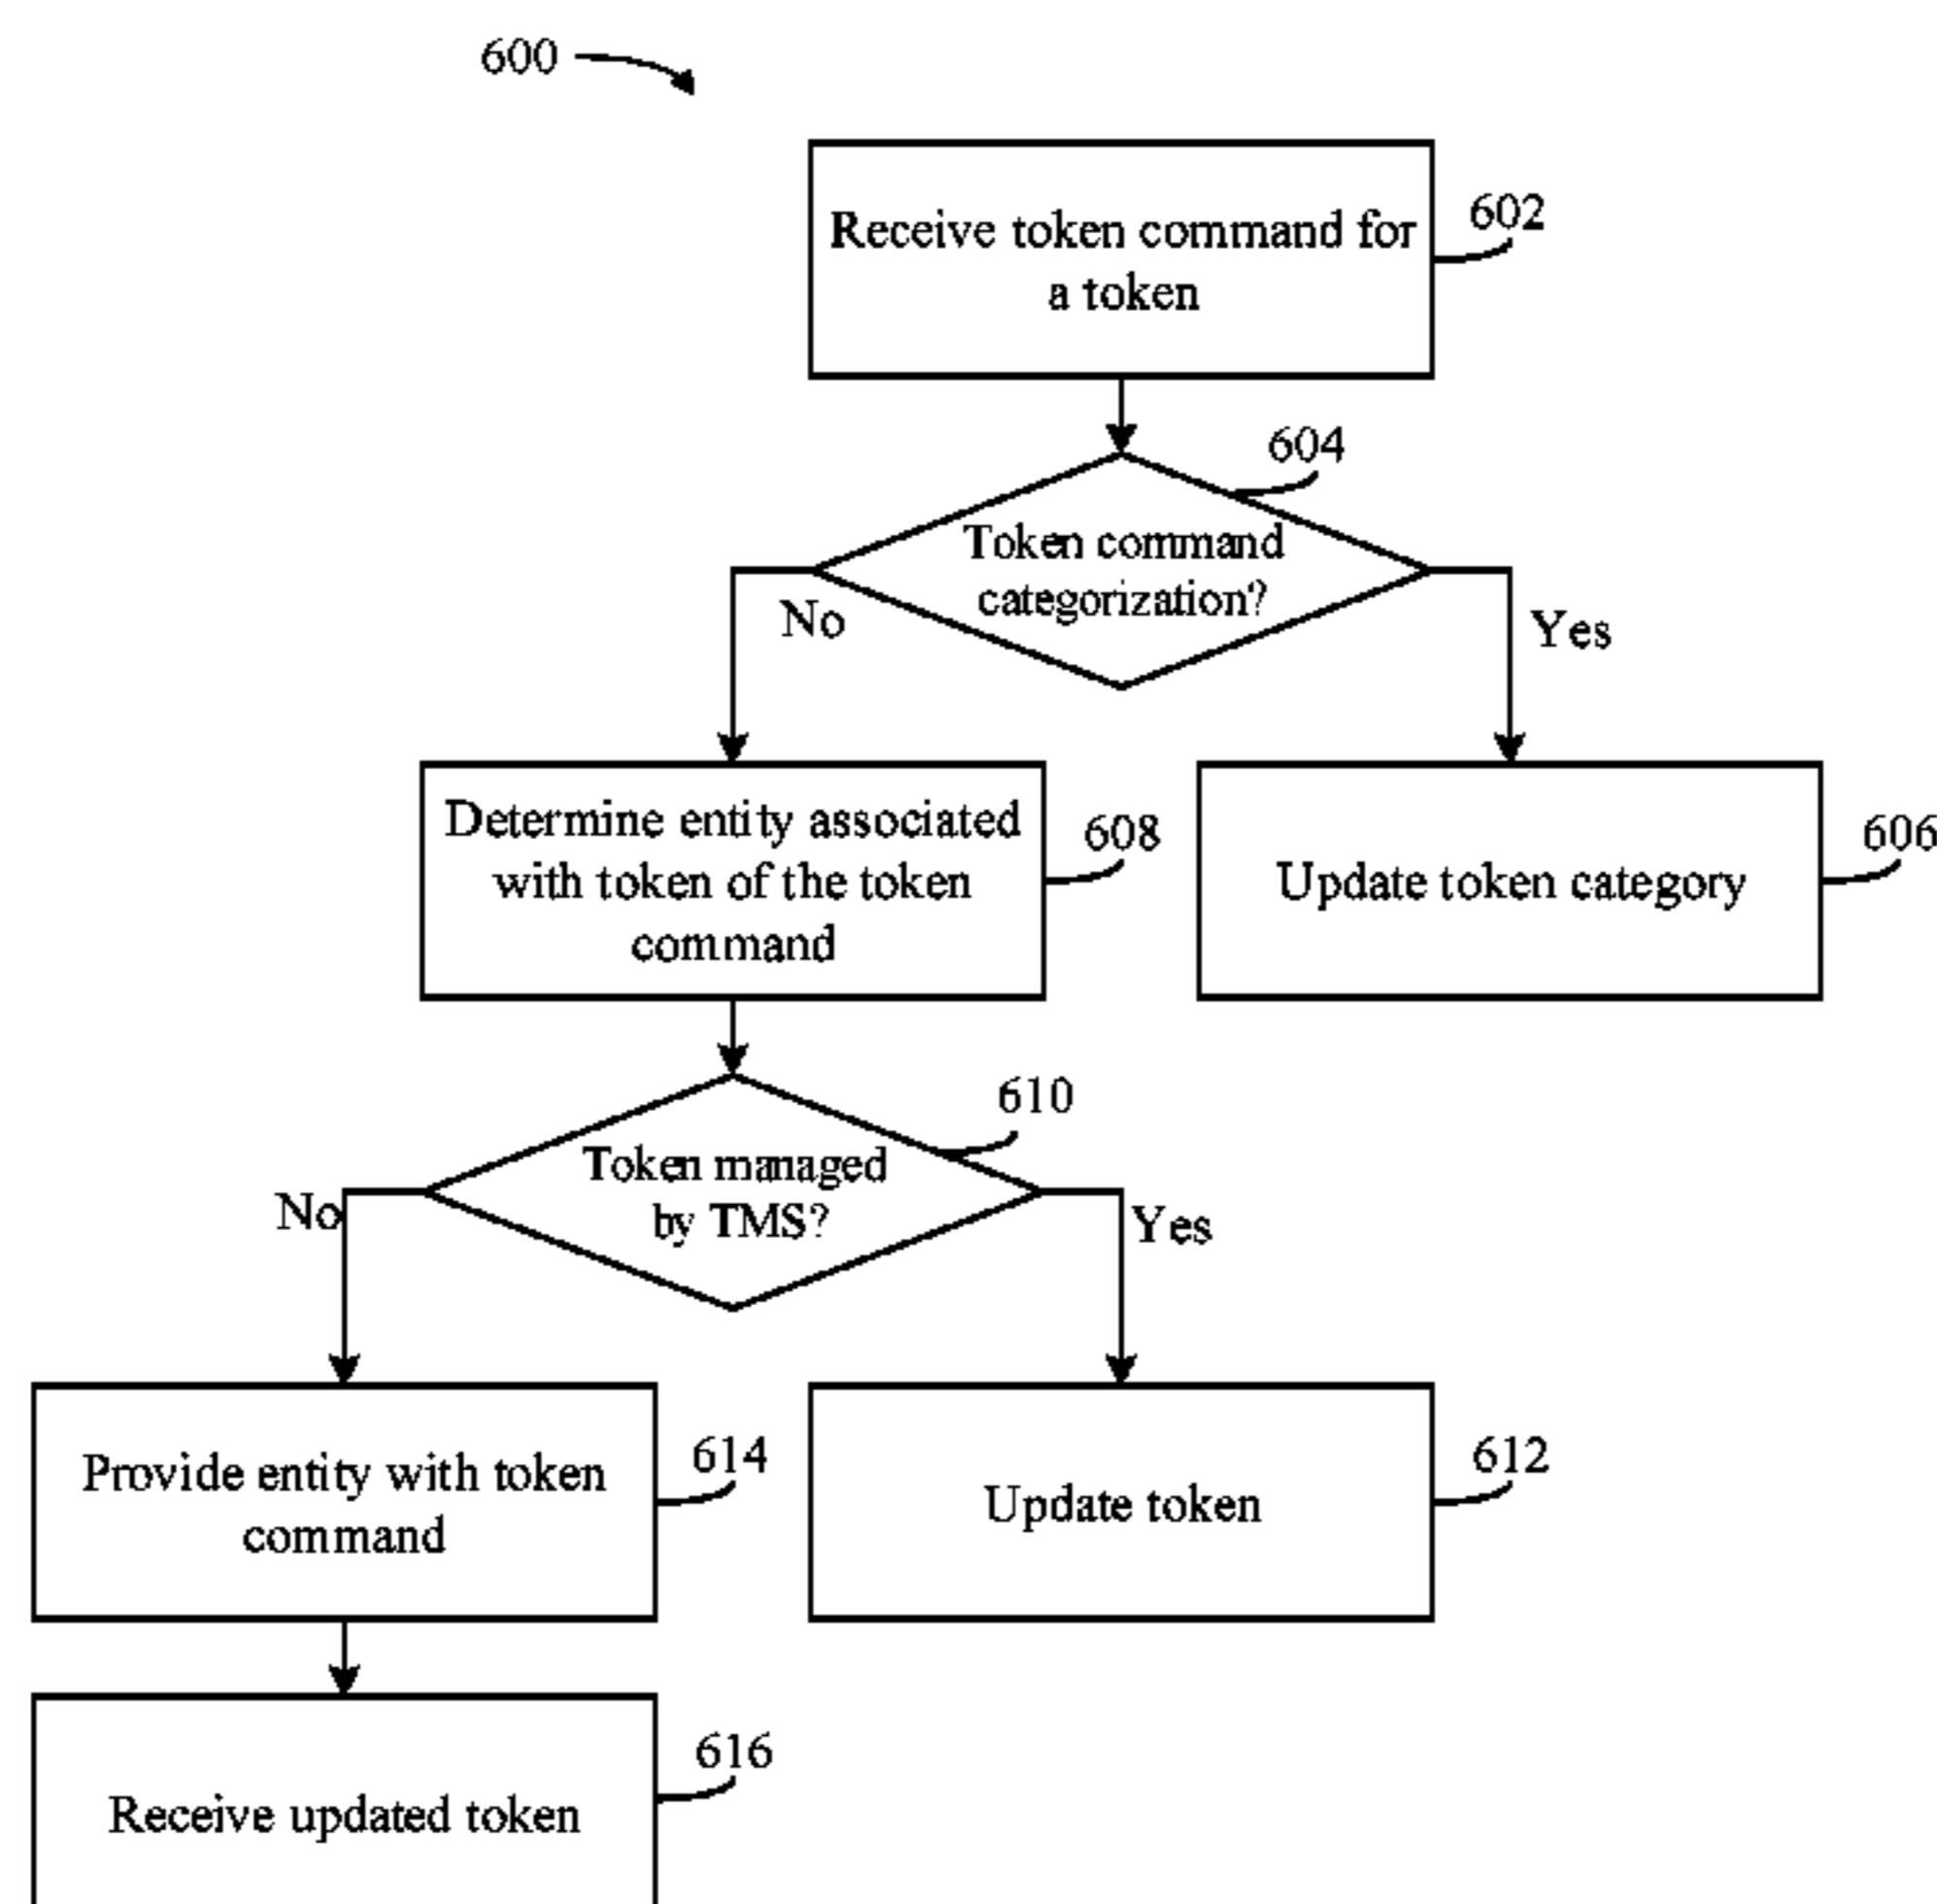 600
Receive token command for
a token
602
604
Token command
categorization?
No
Yes
Determine entity associated
with token of the token
command
608
Update token category
606
610
Token managed
by TMS?
No
Yes
Provide entity with token
command
614
Update token
612
Receive updated token
616